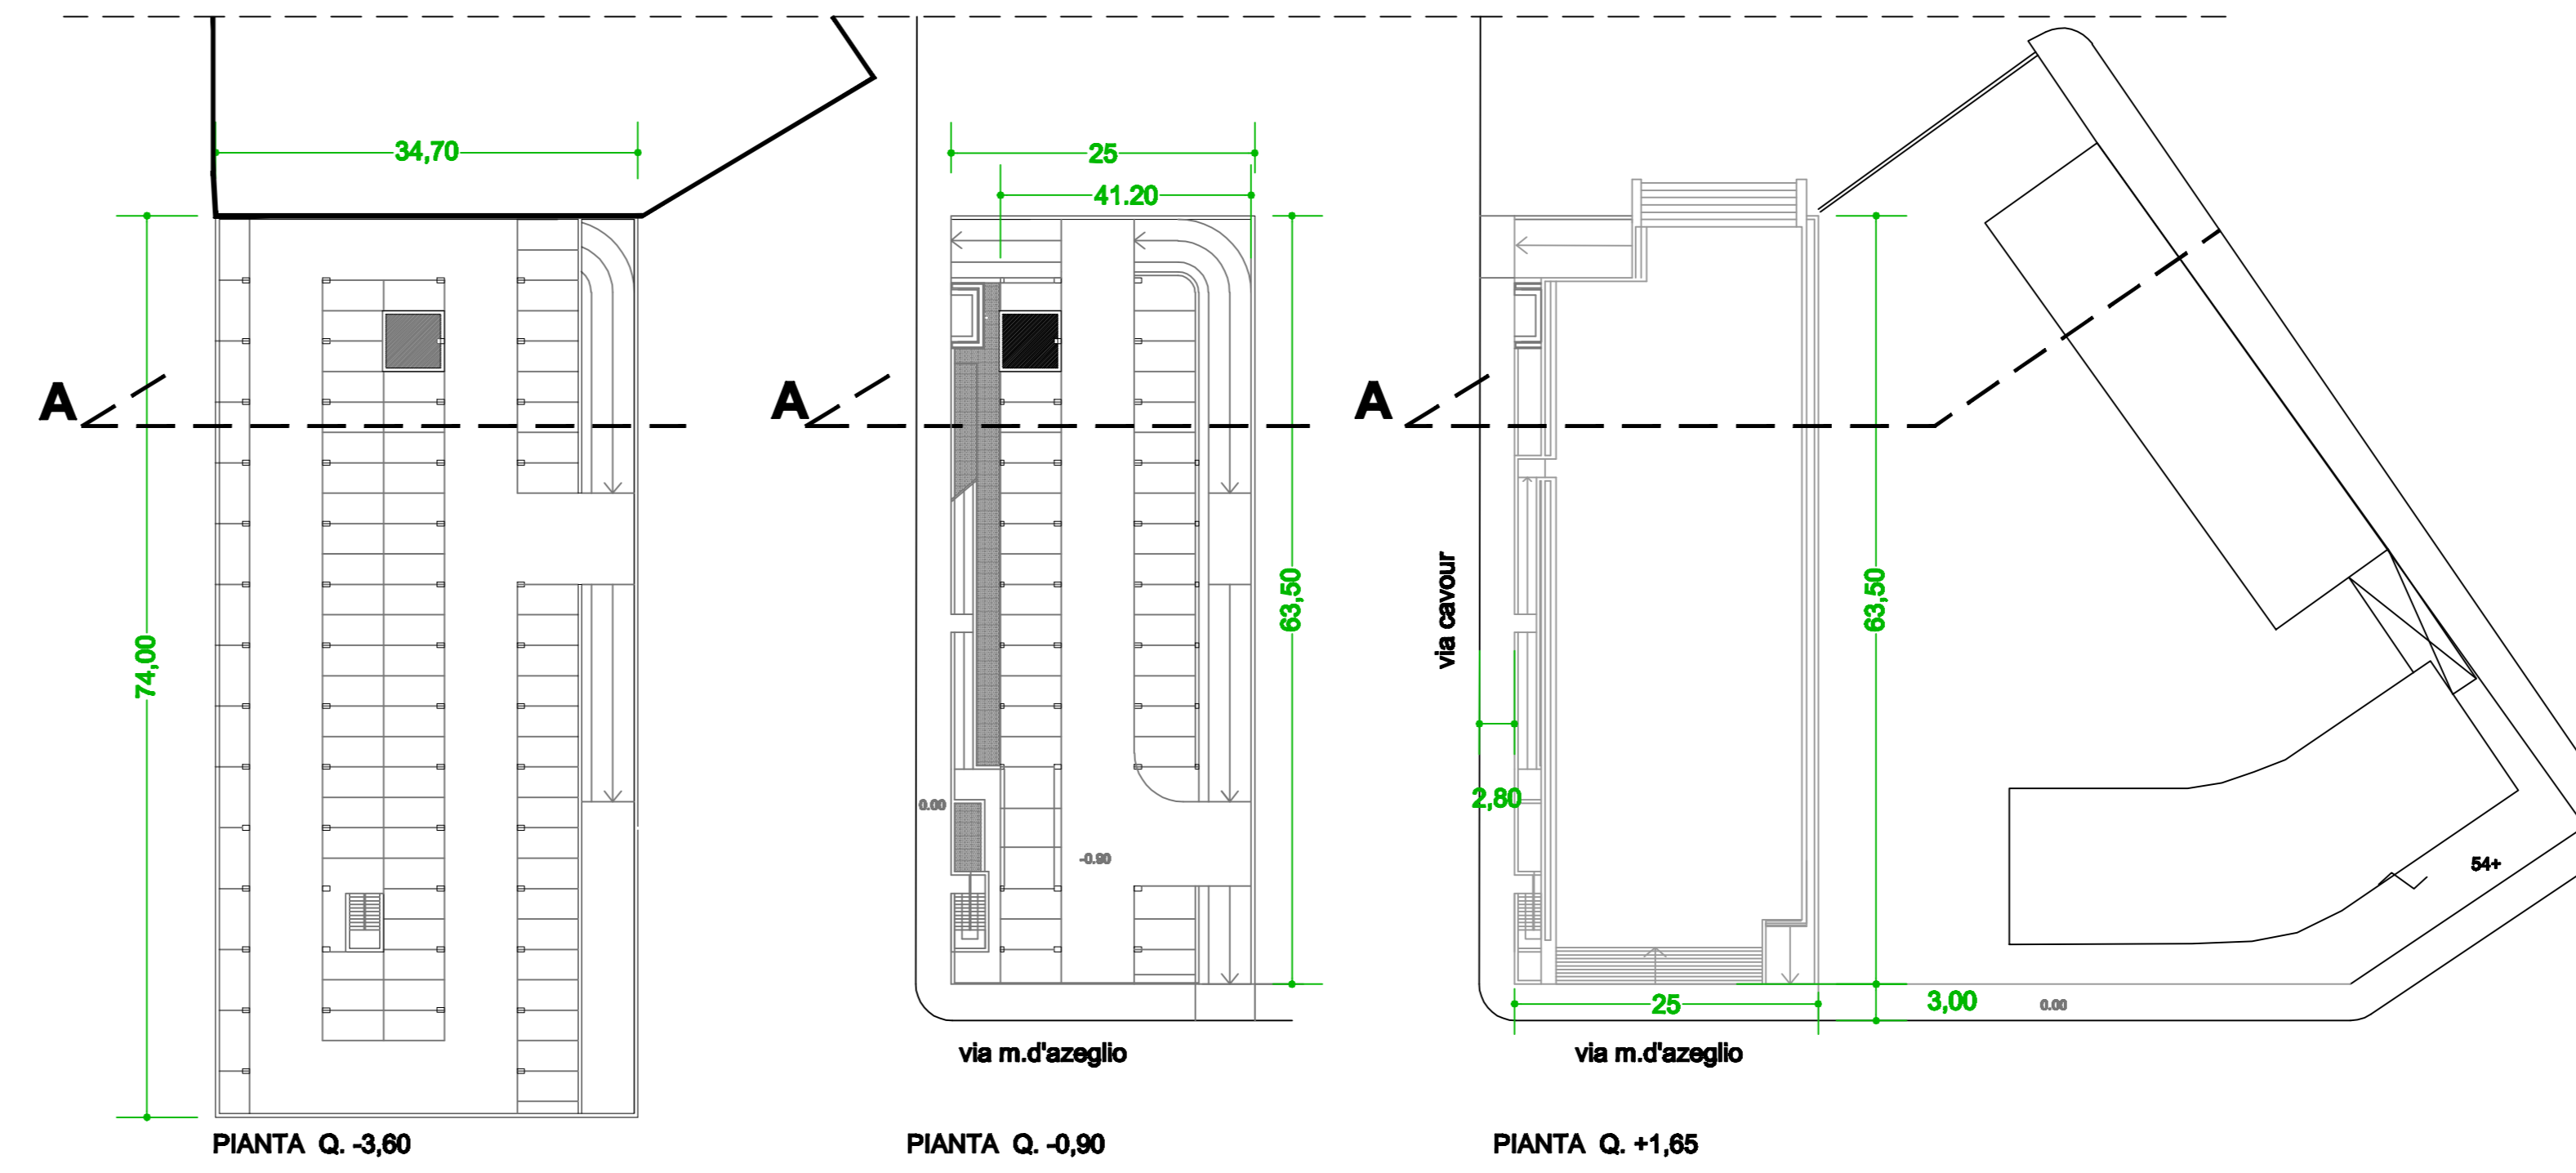 34,70
74,00
A
PIANTA Q. -3,60
25
41.20
A
63,50
0.00
-0.90
via m.d'azeglio
PIANTA Q. -0,90
A
via cavour
63,50
2,80
25
3,00
0.00
54+
via m.d'azeglio
PIANTA Q. +1,65